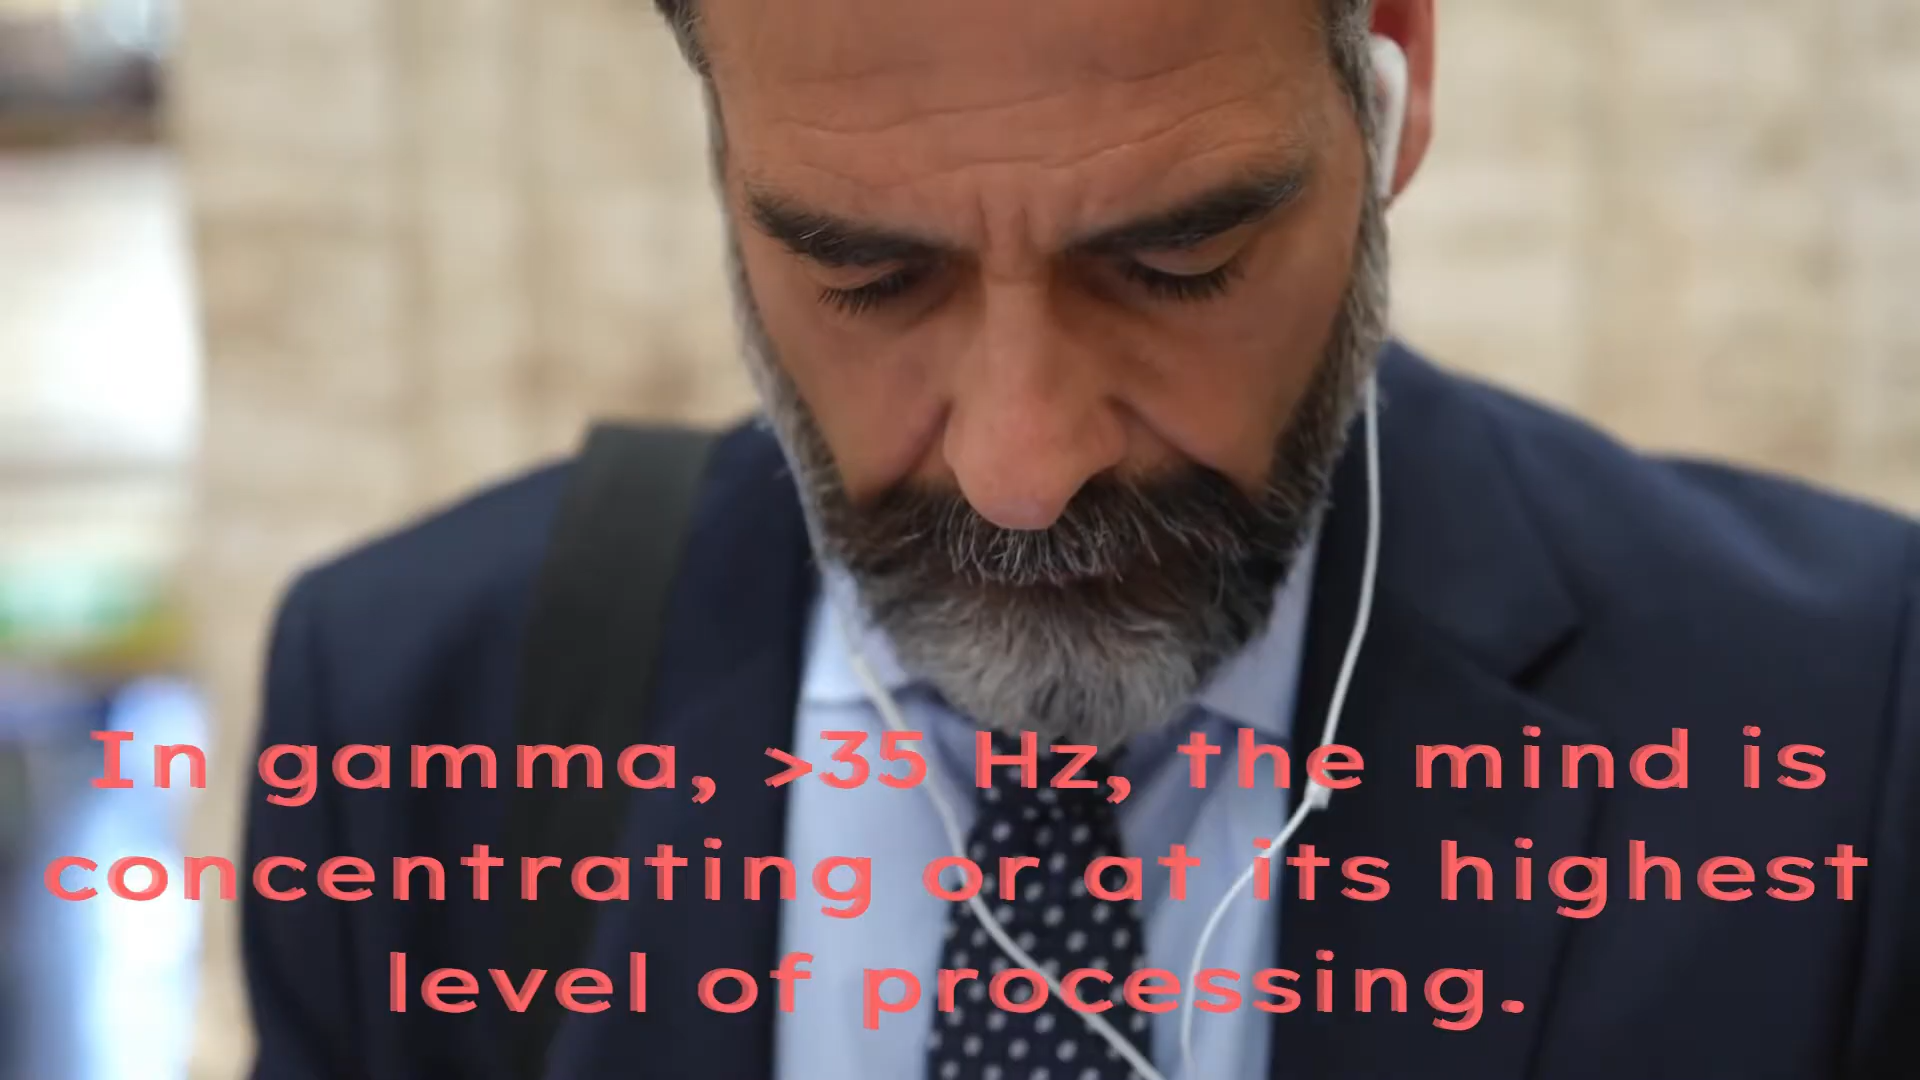 In gamma, >35 Hz, the mind is
concentrating or at its highest
level of processing.